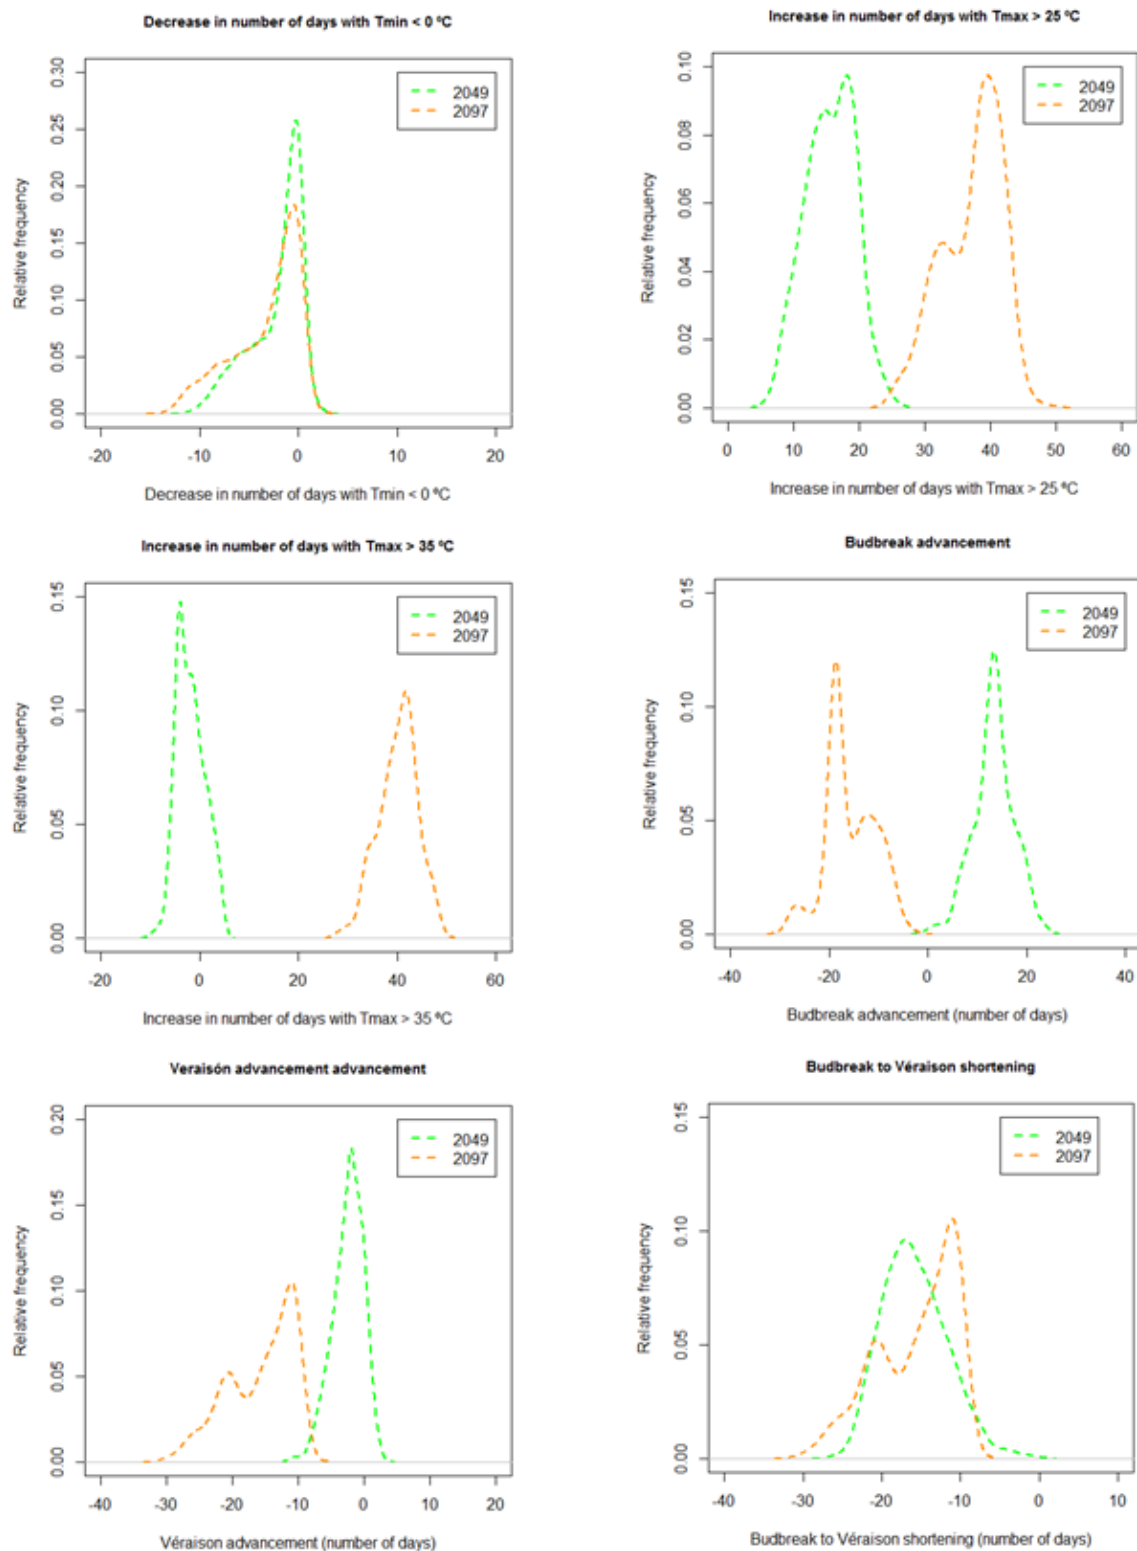 Decrease in number of days with Tmin < 0 ºC
Relative frequency
0.00 0.05 0.10 0.15 0.20 0.25 0.30
2049
2097
-20 -10 0 10 20
Decrease in number of days with Tmin < 0 ºC
Increase in number of days with Tmax > 25 ºC
Relative frequency
0.00 0.02 0.04 0.06 0.08 0.10
2049
2097
0 10 20 30 40 50 60
Increase in number of days with Tmax > 25 ºC
Increase in number of days with Tmax > 35 ºC
Relative frequency
0.00 0.05 0.10 0.15
2049
2097
-20 0 20 40 60
Increase in number of days with Tmax > 35 ºC
Budbreak advancement
Relative frequency
0.00 0.05 0.10 0.15
2049
2097
-40 -20 0 20 40
Budbreak advancement (number of days)
Veraisón advancement advancement
Relative frequency
0.00 0.05 0.10 0.15 0.20
2049
2097
-40 -30 -20 -10 0 10 20
Véraison advancement (number of days)
Budbreak to Véraison shortening
Relative frequency
0.00 0.05 0.10 0.15
2049
2097
-40 -30 -20 -10 0 10
Budbreak to Véraison shortening (number of days)